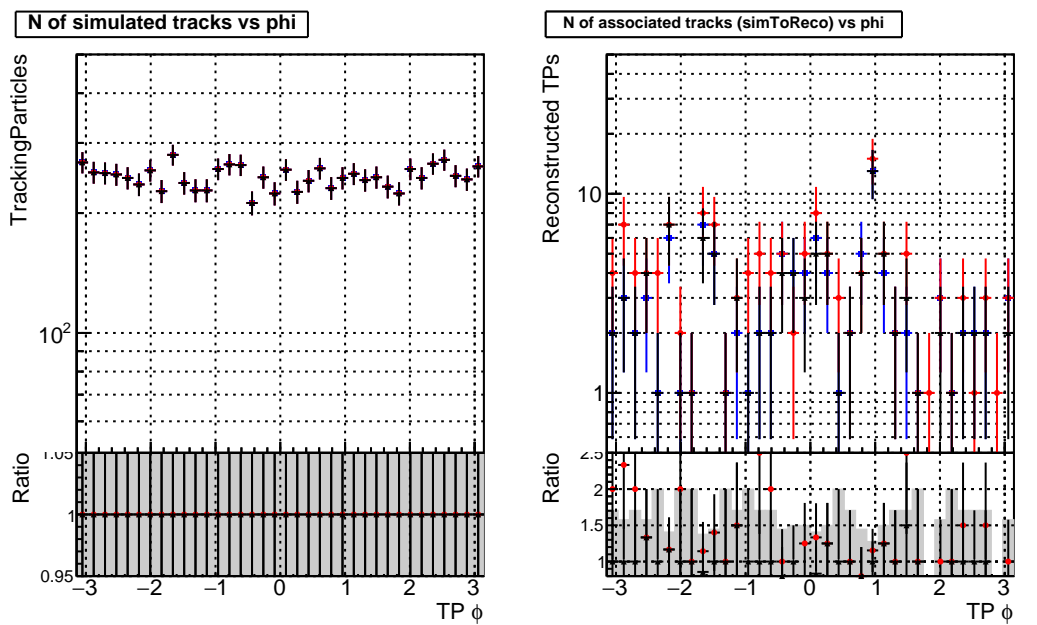 N of simulated tracks vs phi
TrackingParticles
10²
Ratio
1.05
1
0.95
−3 −2 −1 0 1 2 3
TP ϕ
N of associated tracks (simToReco) vs phi
Reconstructed TPs
10
1
Ratio
2.5
2
1.5
1
−3 −2 −1 0 1 2 3
TP ϕ